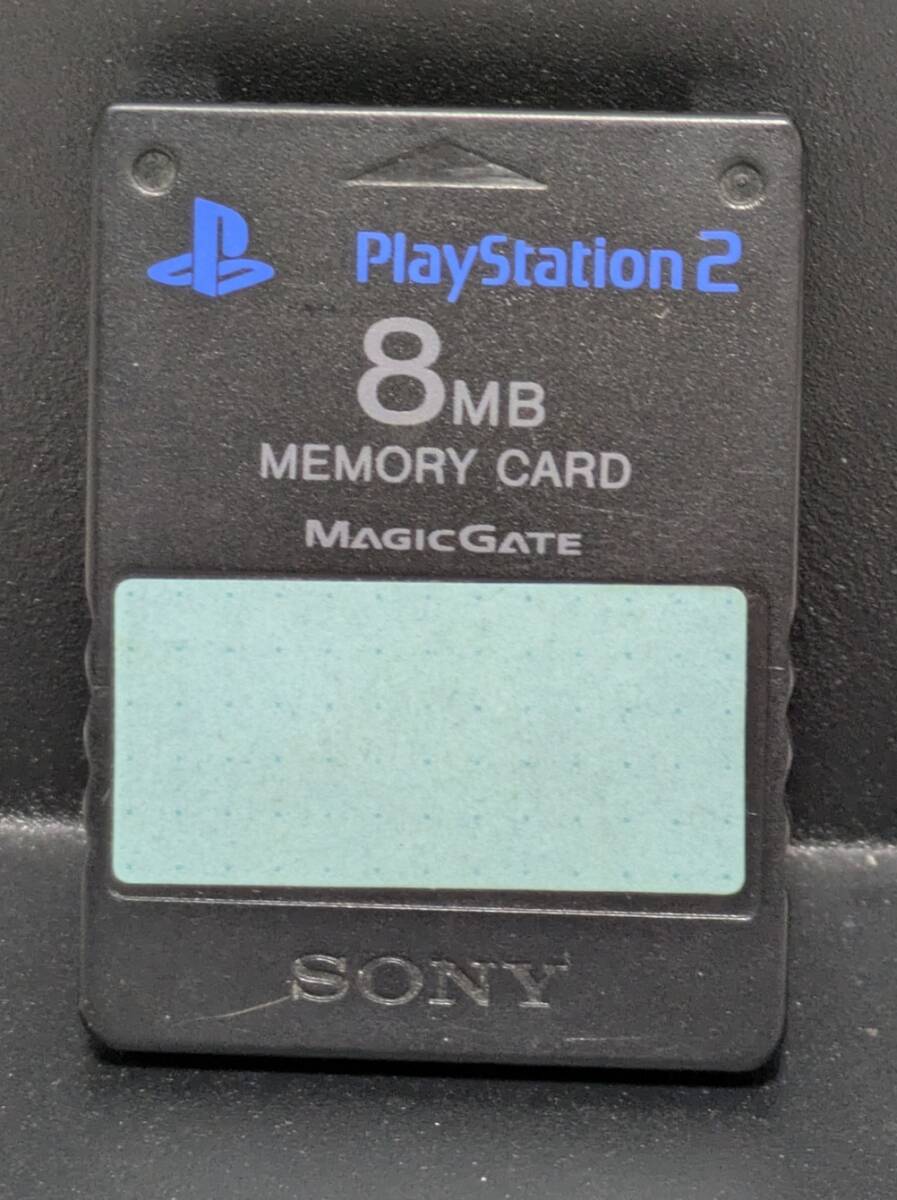 PlayStation 2
8MB
MEMORY CARD
MAGICGATE
SONY